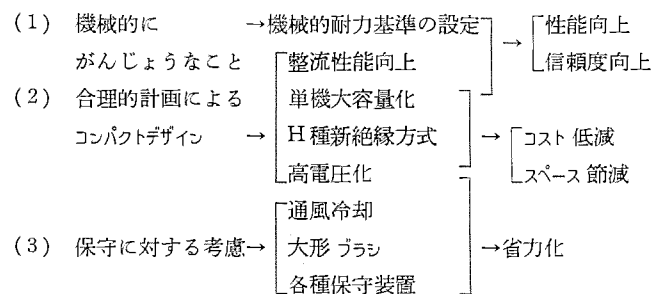 (1) 機械的に →機械的耐力基準の設定 → 性能向上
がんじょうなこと 整流性能向上 信頼度向上
(2) 合理的計画による 単機大容量化
コンパクトデザイン → H種新絶縁方式 → コスト低減
高電圧化 スペース節減
通風冷却
(3) 保守に対する考慮→ 大形ブラシ →省力化
各種保守装置